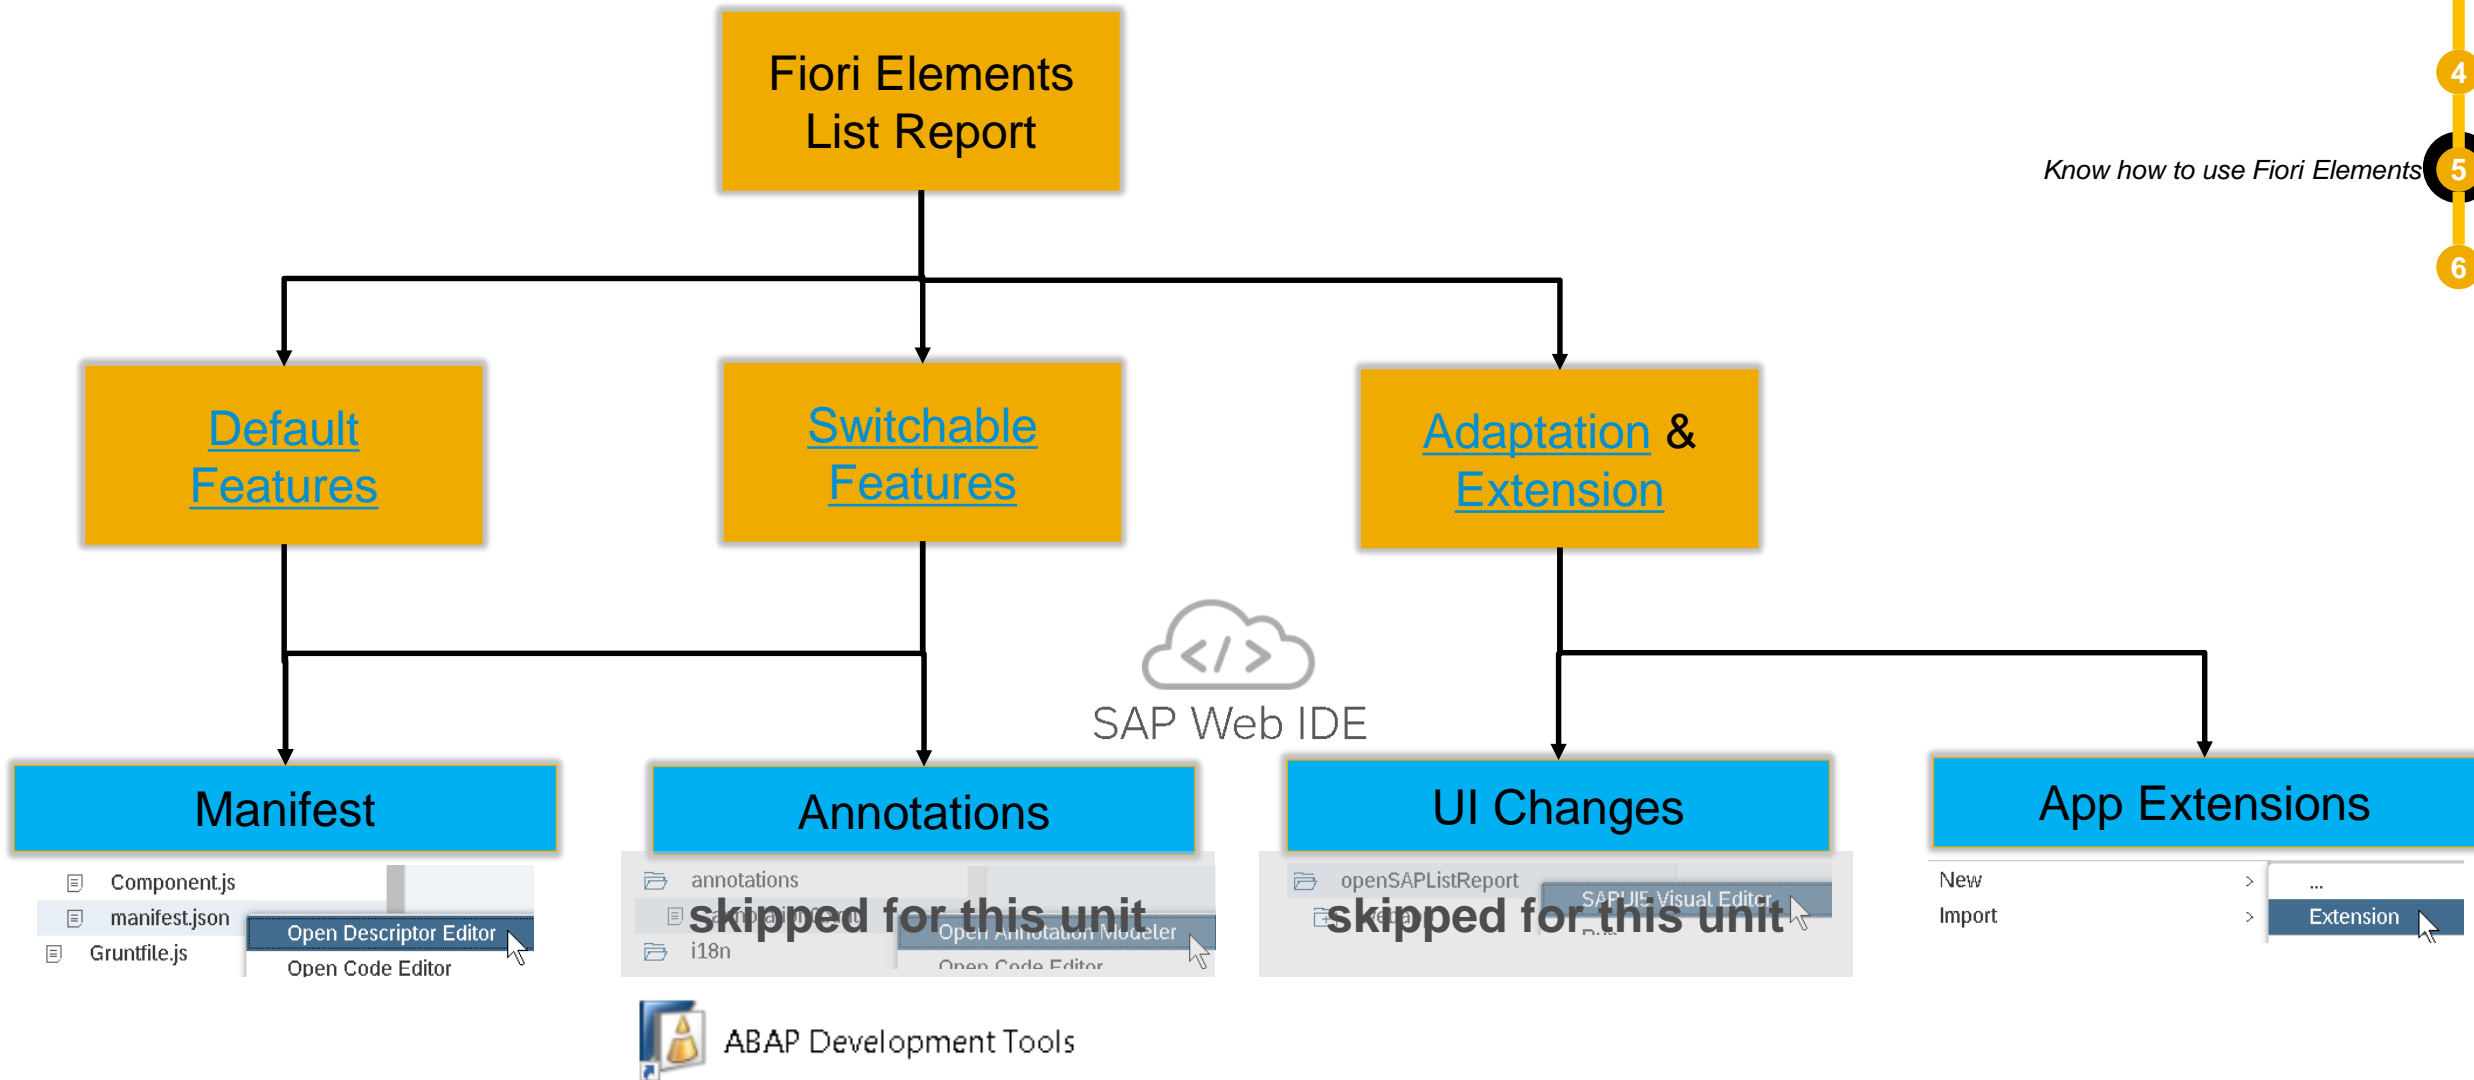 Fiori Elements
List Report
4
Know how to use Fiori Elements
5
6
Default
Features
Switchable
Features
Adaptation &
Extension
</>
SAP Web IDE
Manifest
Annotations
UI Changes
App Extensions
Component.js
manifest.json
Gruntfile.js
Open Descriptor Editor
Open Code Editor
annotations
skipped for this unit
Open Annotation Modeler
i18n
Open Code Editor
openSAPListReport
SAPUI5 Visual Editor
skipped for this unit
Run
New
Import
...
Extension
ABAP Development Tools